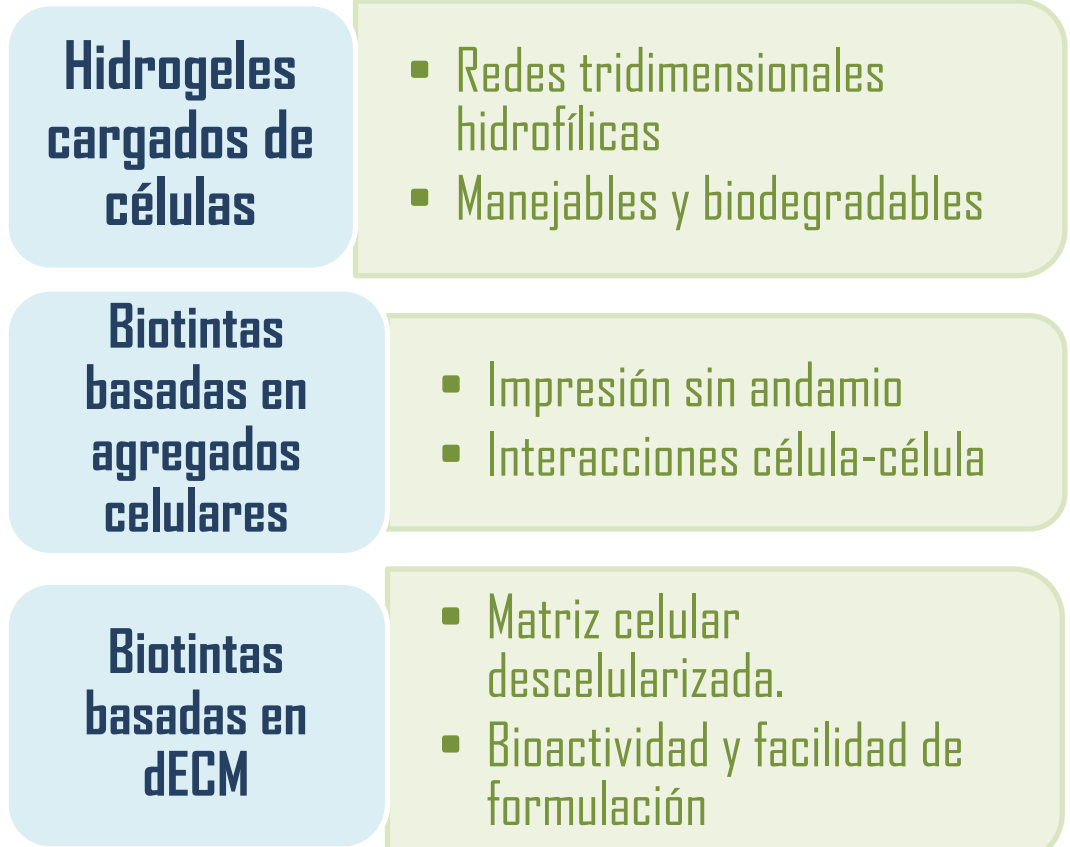 Hidrogeles
cargados de
células
▪ Redes tridimensionales
hidrofílicas
▪ Manejables y biodegradables
Biotintas
basadas en
agregados
celulares
▪ Impresión sin andamio
▪ Interacciones célula-célula
Biotintas
basadas en
dECM
▪ Matriz celular
descelularizada.
▪ Bioactividad y facilidad de
formulación